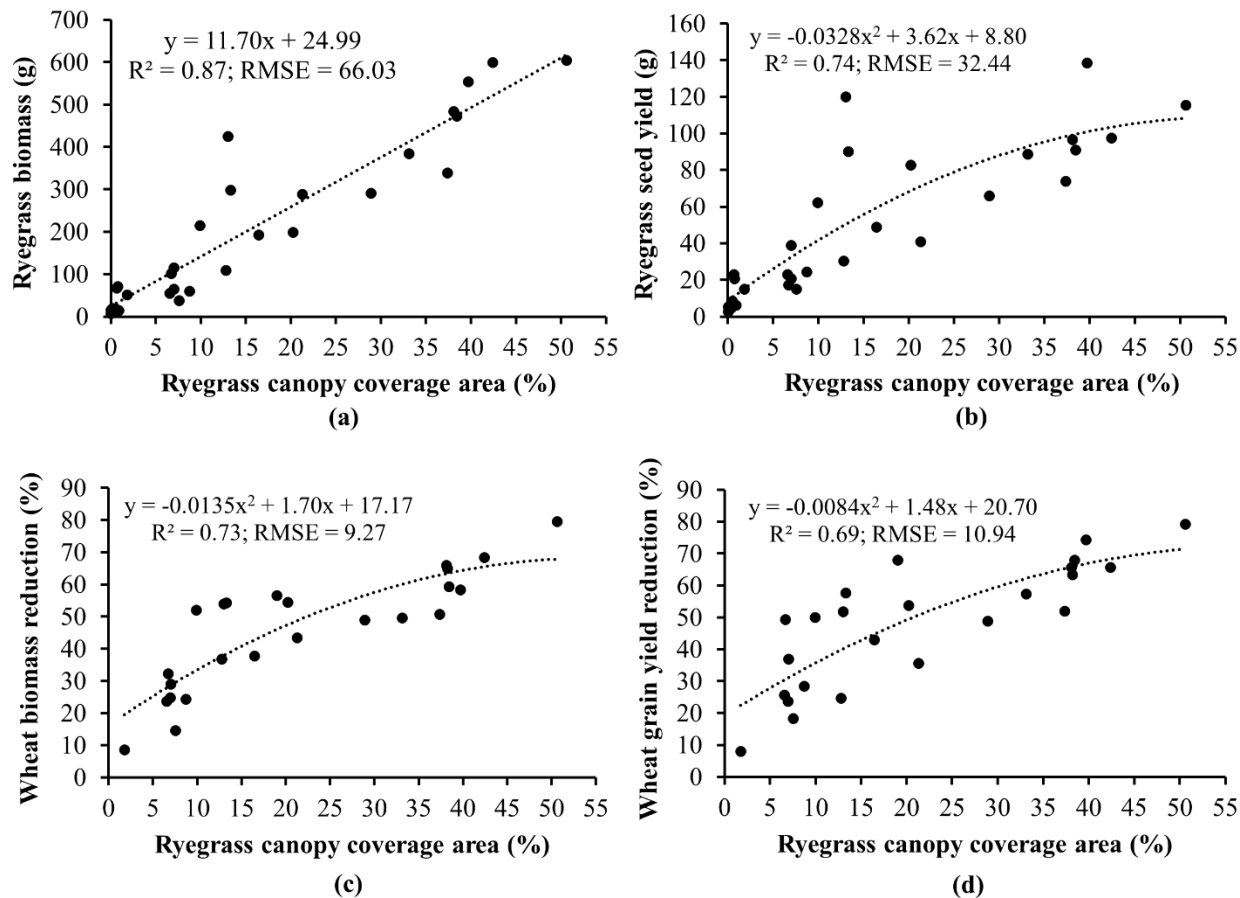 y = 11.70x + 24.99
R² = 0.87; RMSE = 66.03
Ryegrass biomass (g)
700
600
500
400
300
200
100
0
0 5 10 15 20 25 30 35 40 45 50 55
Ryegrass canopy coverage area (%)
(a)
y = -0.0328x² + 3.62x + 8.80
R² = 0.74; RMSE = 32.44
Ryegrass seed yield (g)
160
140
120
100
80
60
40
20
0
0 5 10 15 20 25 30 35 40 45 50 55
Ryegrass canopy coverage area (%)
(b)
y = -0.0135x² + 1.70x + 17.17
R² = 0.73; RMSE = 9.27
Wheat biomass reduction (%)
90
80
70
60
50
40
30
20
10
0
0 5 10 15 20 25 30 35 40 45 50 55
Ryegrass canopy coverage area (%)
(c)
y = -0.0084x² + 1.48x + 20.70
R² = 0.69; RMSE = 10.94
Wheat grain yield reduction (%)
90
80
70
60
50
40
30
20
10
0
0 5 10 15 20 25 30 35 40 45 50 55
Ryegrass canopy coverage area (%)
(d)